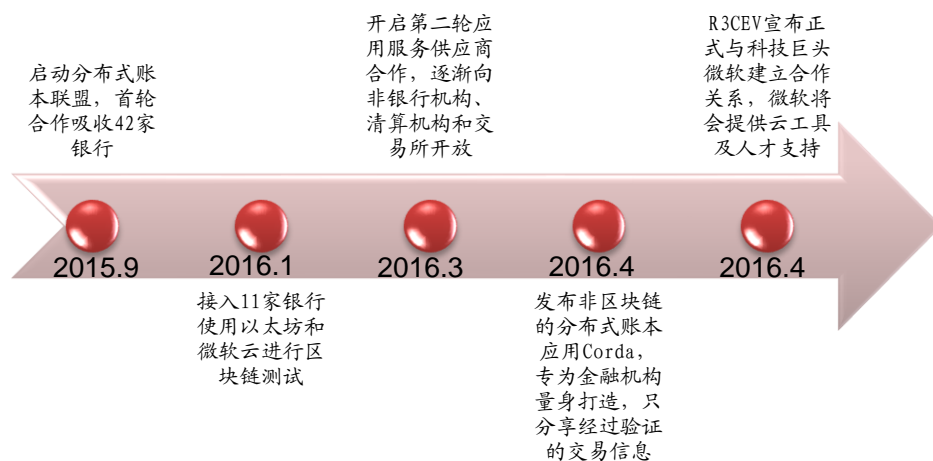 启动分布式账
本联盟，首轮
合作吸收42家
银行
开启第二轮应
用服务供应商
合作，逐渐向
非银行机构、
清算机构和交
易所开放
R3CEV宣布正
式与科技巨头
微软建立合作
关系，微软将
会提供云工具
及人才支持
2015.9
2016.1
2016.3
2016.4
2016.4
接入11家银行
使用以太坊和
微软云进行区
块链测试
发布非区块链
的分布式账本
应用Corda，
专为金融机构
量身打造，只
分享经过验证
的交易信息